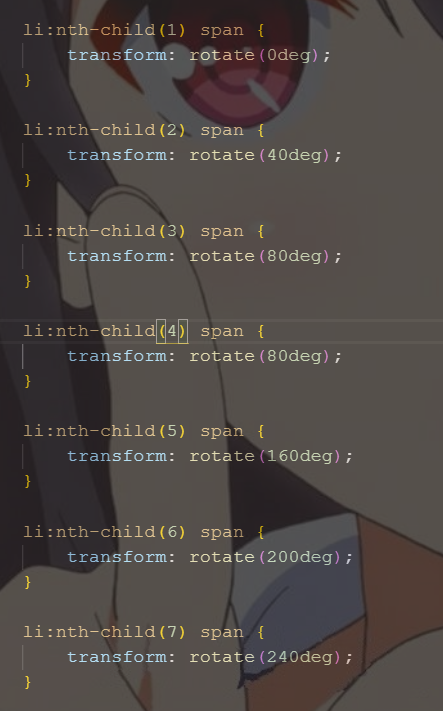 li:nth-child(1) span {
    transform: rotate(0deg);
}

li:nth-child(2) span {
    transform: rotate(40deg);
}

li:nth-child(3) span {
    transform: rotate(80deg);
}

li:nth-child(4) span {
    transform: rotate(80deg);
}

li:nth-child(5) span {
    transform: rotate(160deg);
}

li:nth-child(6) span {
    transform: rotate(200deg);
}

li:nth-child(7) span {
    transform: rotate(240deg);
}